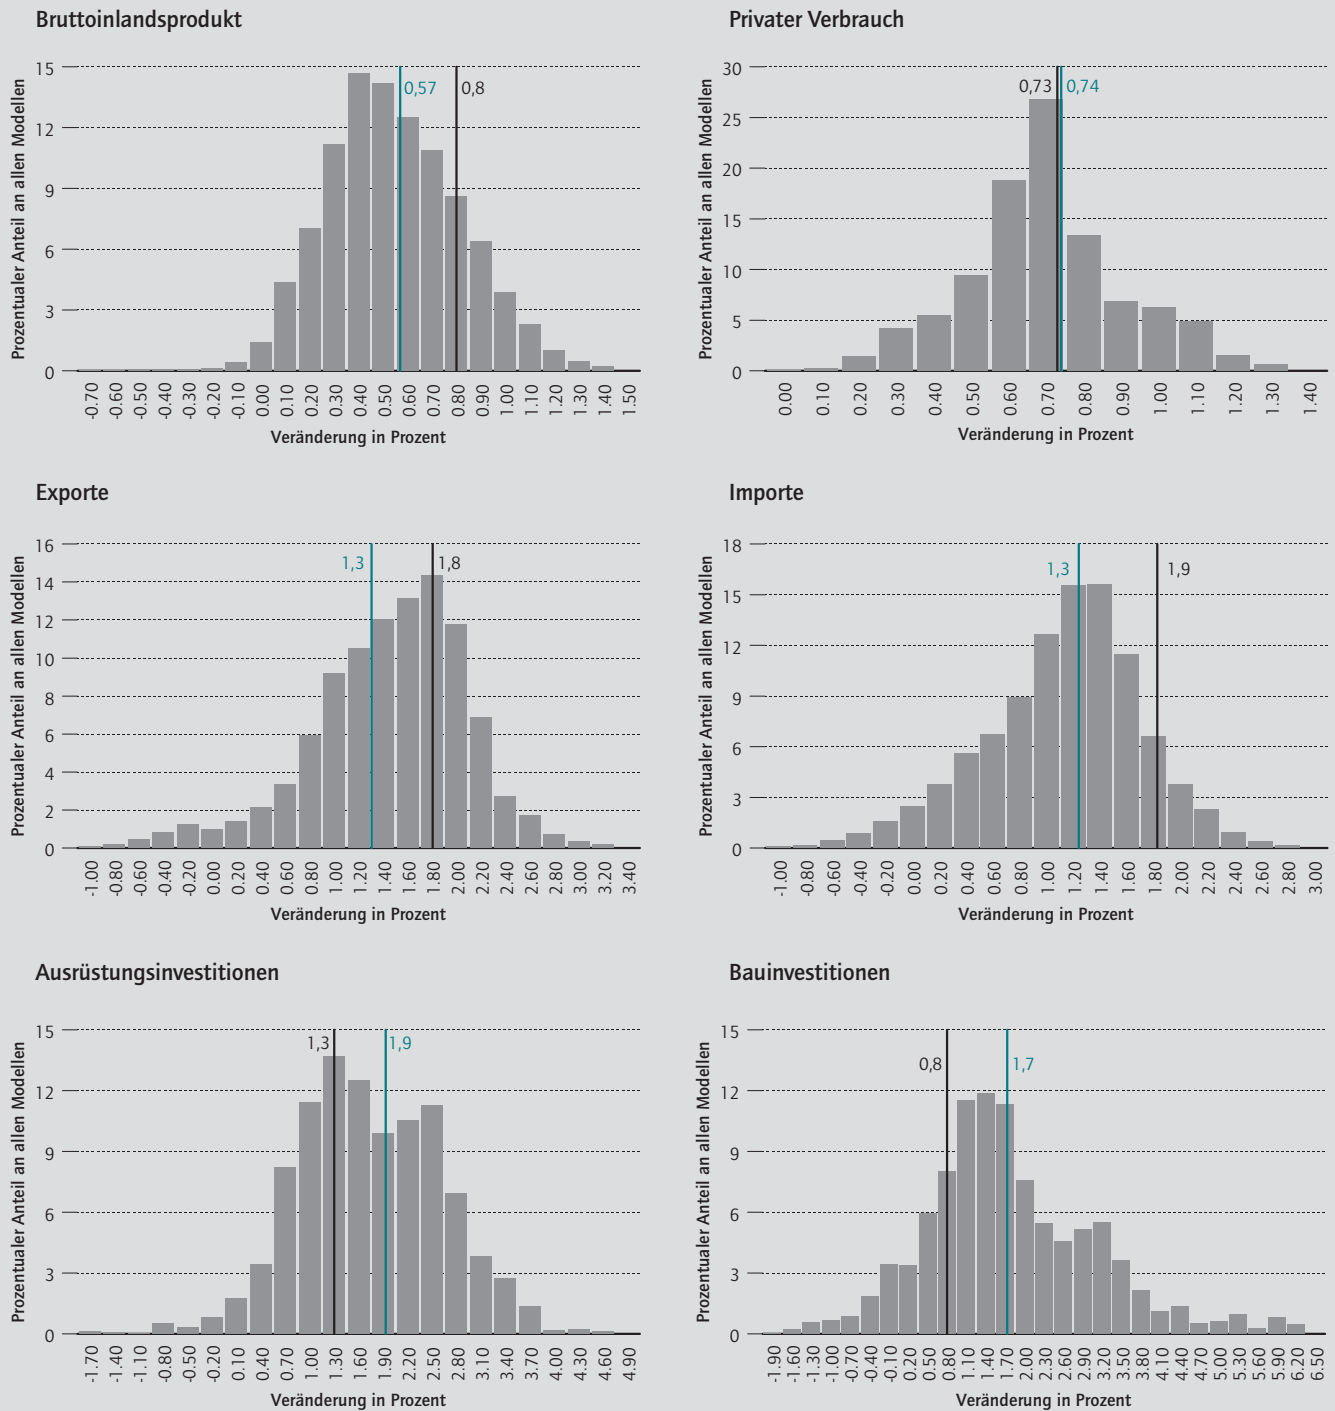 Bruttoinlandsprodukt
Prozentualer Anteil an allen Modellen
15
12
9
6
3
0
0,57
0,8
-0.70 -0.60 -0.50 -0.40 -0.30 -0.20 -0.10 0.00 0.10 0.20 0.30 0.40 0.50 0.60 0.70 0.80 0.90 1.00 1.10 1.20 1.30 1.40 1.50
Veränderung in Prozent
Privater Verbrauch
Prozentualer Anteil an allen Modellen
30
25
20
15
10
5
0
0,73
0,74
0.00 0.10 0.20 0.30 0.40 0.50 0.60 0.70 0.80 0.90 1.00 1.10 1.20 1.30 1.40
Veränderung in Prozent
Exporte
Prozentualer Anteil an allen Modellen
16
14
12
10
8
6
4
2
0
1,3
1,8
-1.00 -0.80 -0.60 -0.40 -0.20 0.00 0.20 0.40 0.60 0.80 1.00 1.20 1.40 1.60 1.80 2.00 2.20 2.40 2.60 2.80 3.00 3.20 3.40
Veränderung in Prozent
Importe
Prozentualer Anteil an allen Modellen
18
15
12
9
6
3
0
1,3
1,9
-1.00 -0.80 -0.60 -0.40 -0.20 0.00 0.20 0.40 0.60 0.80 1.00 1.20 1.40 1.60 1.80 2.00 2.20 2.40 2.60 2.80 3.00
Veränderung in Prozent
Ausrüstungsinvestitionen
Prozentualer Anteil an allen Modellen
15
12
9
6
3
0
1,3
1,9
-1.70 -1.40 -1.10 -0.80 -0.50 -0.20 0.10 0.40 0.70 1.00 1.30 1.60 1.90 2.20 2.50 2.80 3.10 3.40 3.70 4.00 4.30 4.60 4.90
Veränderung in Prozent
Bauinvestitionen
Prozentualer Anteil an allen Modellen
15
12
9
6
3
0
0,8
1,7
-1.90 -1.60 -1.30 -1.00 -0.70 -0.40 -0.10 0.20 0.50 0.80 1.10 1.40 1.70 2.00 2.30 2.60 2.90 3.20 3.50 3.80 4.10 4.40 4.70 5.00 5.30 5.60 5.90 6.20 6.50
Veränderung in Prozent